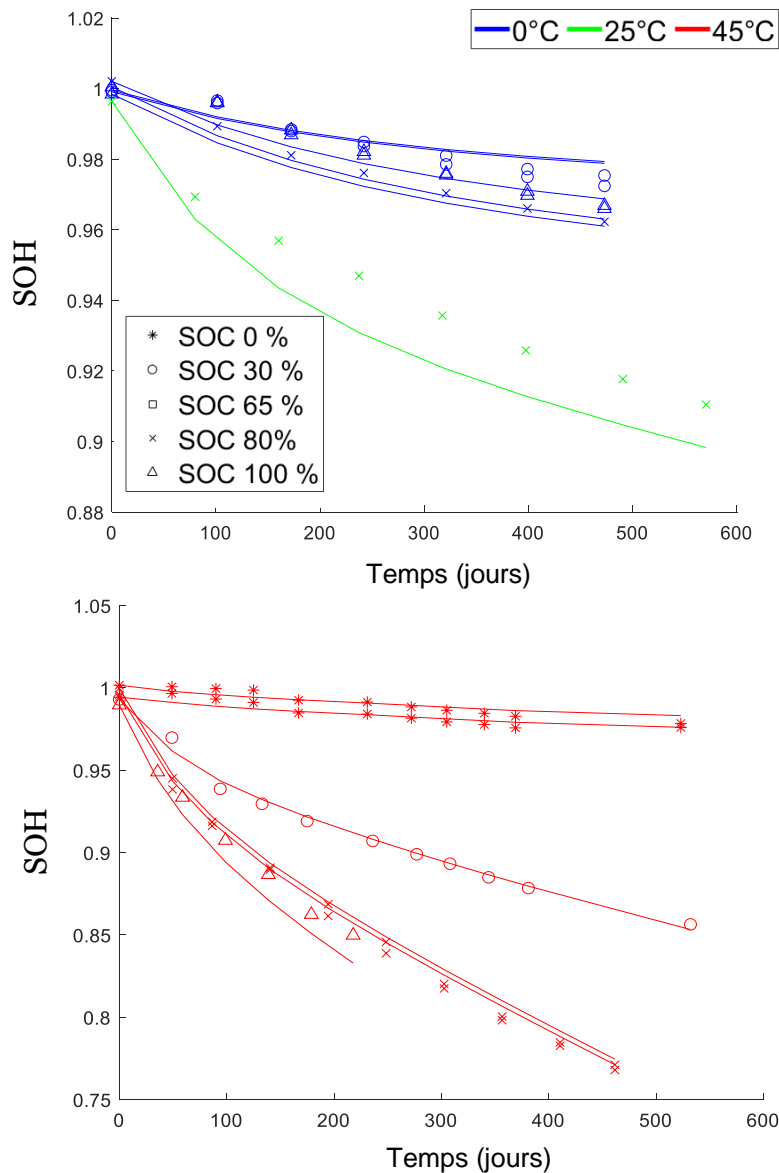 0°C 25°C 45°C
1.02
1
0.98
0.96
0.94
0.92
0.9
0.88
SOH
SOC 0 %
SOC 30 %
SOC 65 %
SOC 80%
SOC 100 %
0 100 200 300 400 500 600
Temps (jours)
1.05
1
0.95
0.9
0.85
0.8
0.75
SOH
0 100 200 300 400 500 600
Temps (jours)